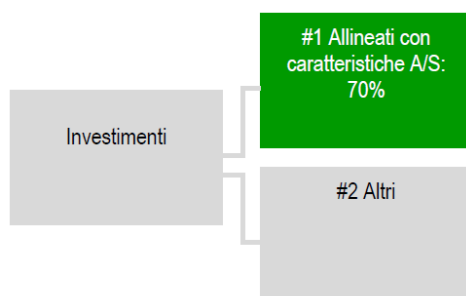 #1 Allineati con
caratteristiche A/S:
70%
Investimenti
#2 Altri